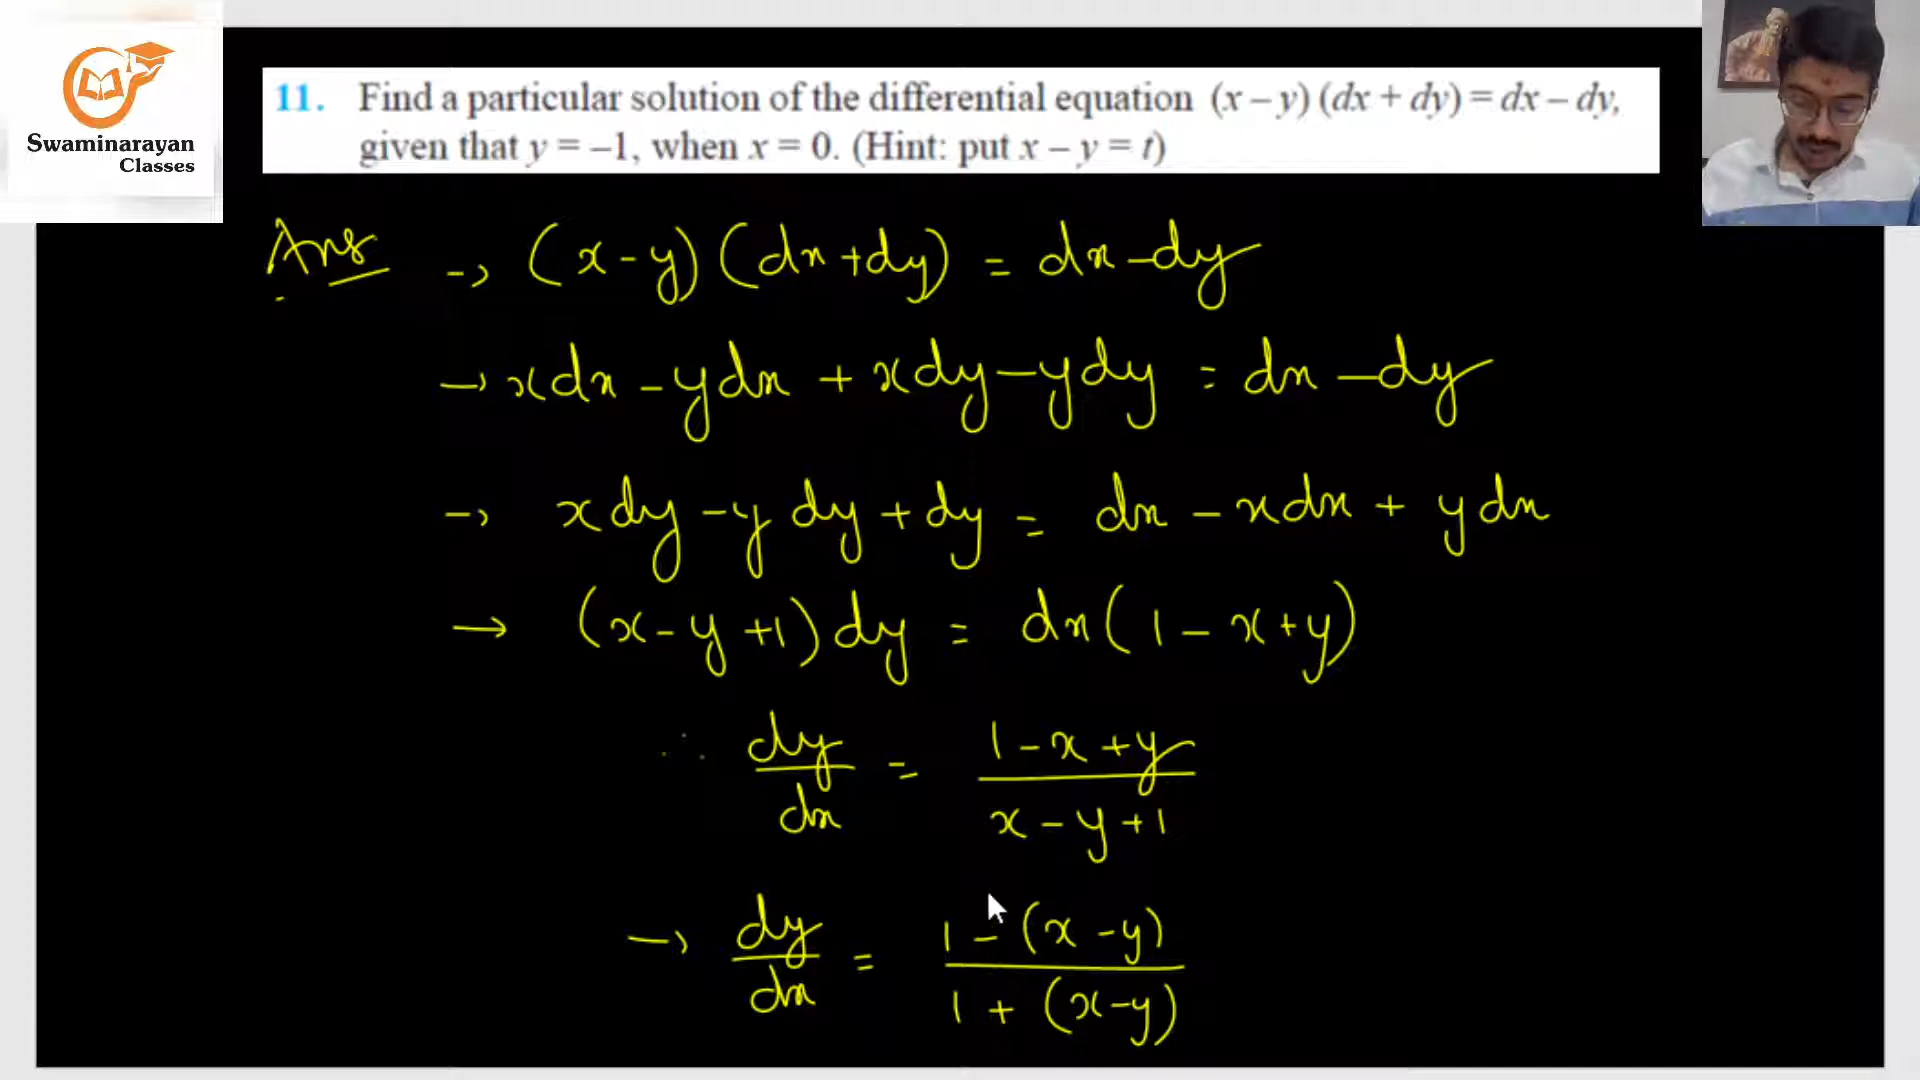 Swaminarayan
Classes
11. Find a particular solution of the differential equation (x – y) (dx + dy) = dx – dy,
given that y = –1, when x = 0. (Hint: put x – y = t)
Ans → (x-y)(dx+dy) = dx-dy
→ xdx - ydx + xdy - ydy = dx - dy
→ xdy - ydy + dy = dx - xdx + ydx
→ (x-y+1)dy = dx(1-x+y)
∴ dy/dx = 1-x+y/x-y+1
→ dy/dx = 1-(x-y)/1+(x-y)